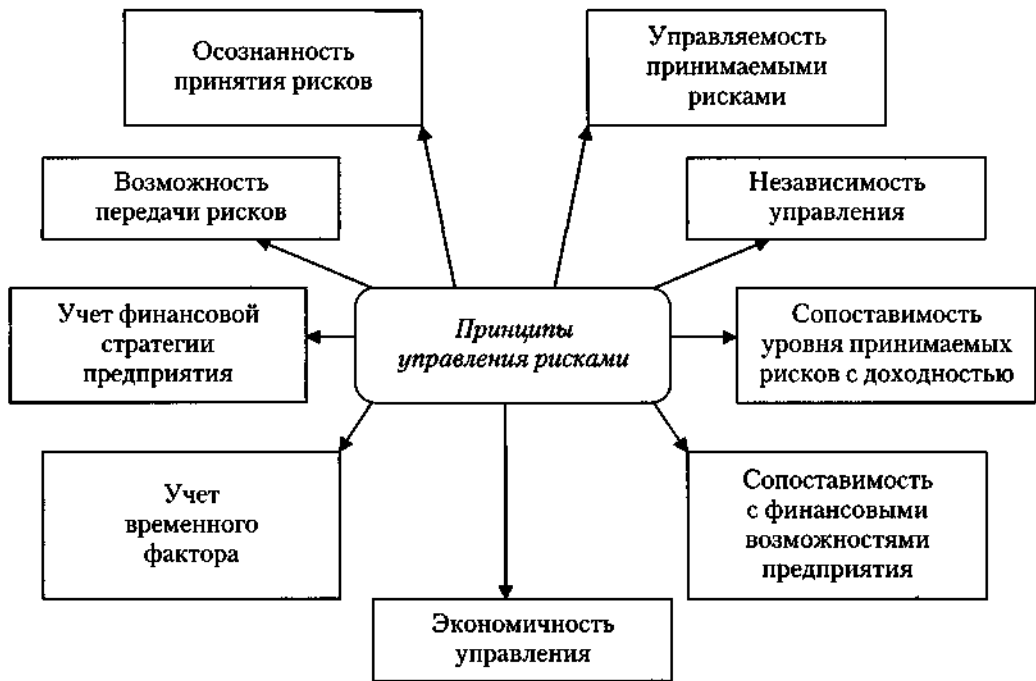 Осознанность
принятия рисков
Управляемость
принимаемыми
рисками
Возможность
передачи рисков
Независимость
управления
Учет финансовой
стратегии
предприятия
Принципы
управления рисками
Сопоставимость
уровня принимаемых
рисков с доходностью
Учет
временного
фактора
Сопоставимость
с финансовыми
возможностями
предприятия
Экономичность
управления